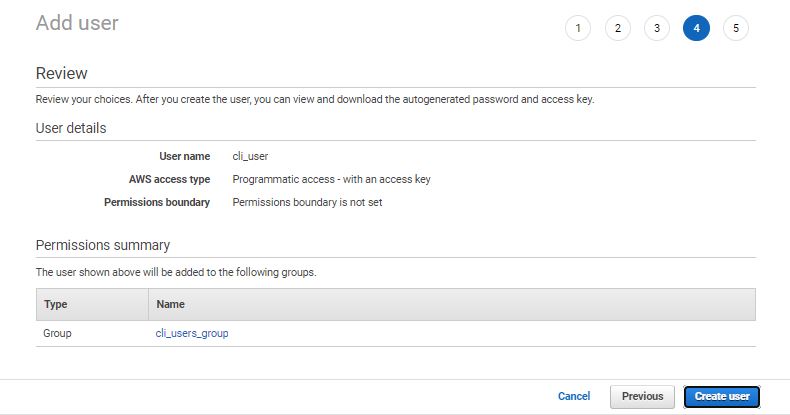 Add user
1 2 3 4 5
Review
Review your choices. After you create the user, you can view and download the autogenerated password and access key.
User details
User name cli_user
AWS access type Programmatic access - with an access key
Permissions boundary Permissions boundary is not set
Permissions summary
The user shown above will be added to the following groups.
Type Name
Group cli_users_group
Cancel Previous Create user